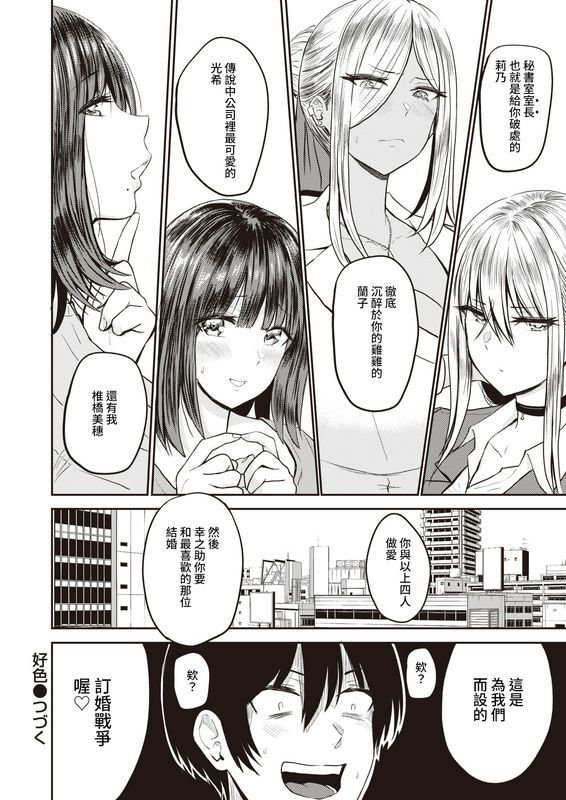 秘書室室長
也就是給你破處的
莉乃
徹底
沉醉於你的雞雞的
蘭子
傳說中公司裡最可愛的
光希
還有我
椎橋美穗
你與以上四人
做愛
然後
幸之助你要
和最喜歡的那位
結婚
這是
為我們
而設的
欸？
欸？
訂婚戰爭
喔♡
好色●つづく